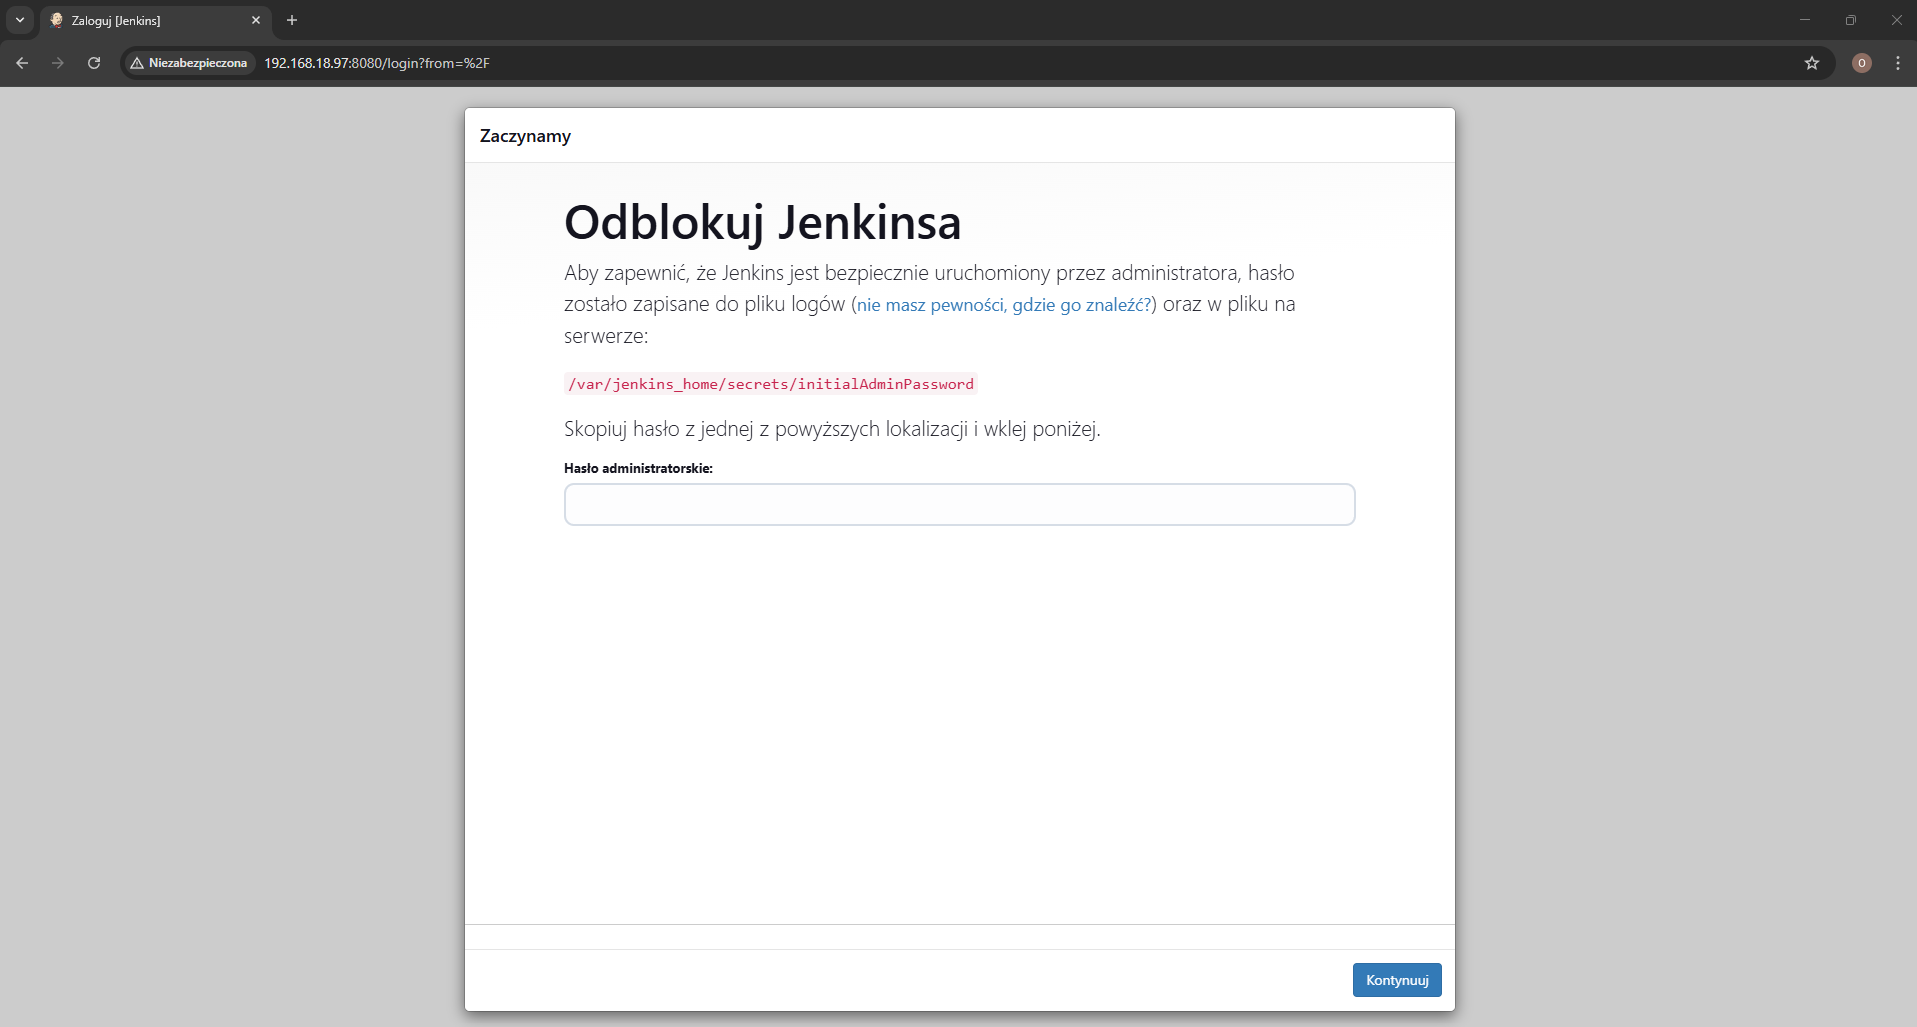 Zaloguj [Jenkins]
Niezabezpieczona 192.168.18.97:8080/login?from=%2F
O
Zaczynamy
Odblokuj Jenkinsa
Aby zapewnić, że Jenkins jest bezpiecznie uruchomiony przez administratora, hasło
zostało zapisane do pliku logów (nie masz pewności, gdzie go znaleźć?) oraz w pliku na
serwerze:
/var/jenkins_home/secrets/initialAdminPassword
Skopiuj hasło z jednej z powyższych lokalizacji i wklej poniżej.
Hasło administratorskie:
Kontynuuj